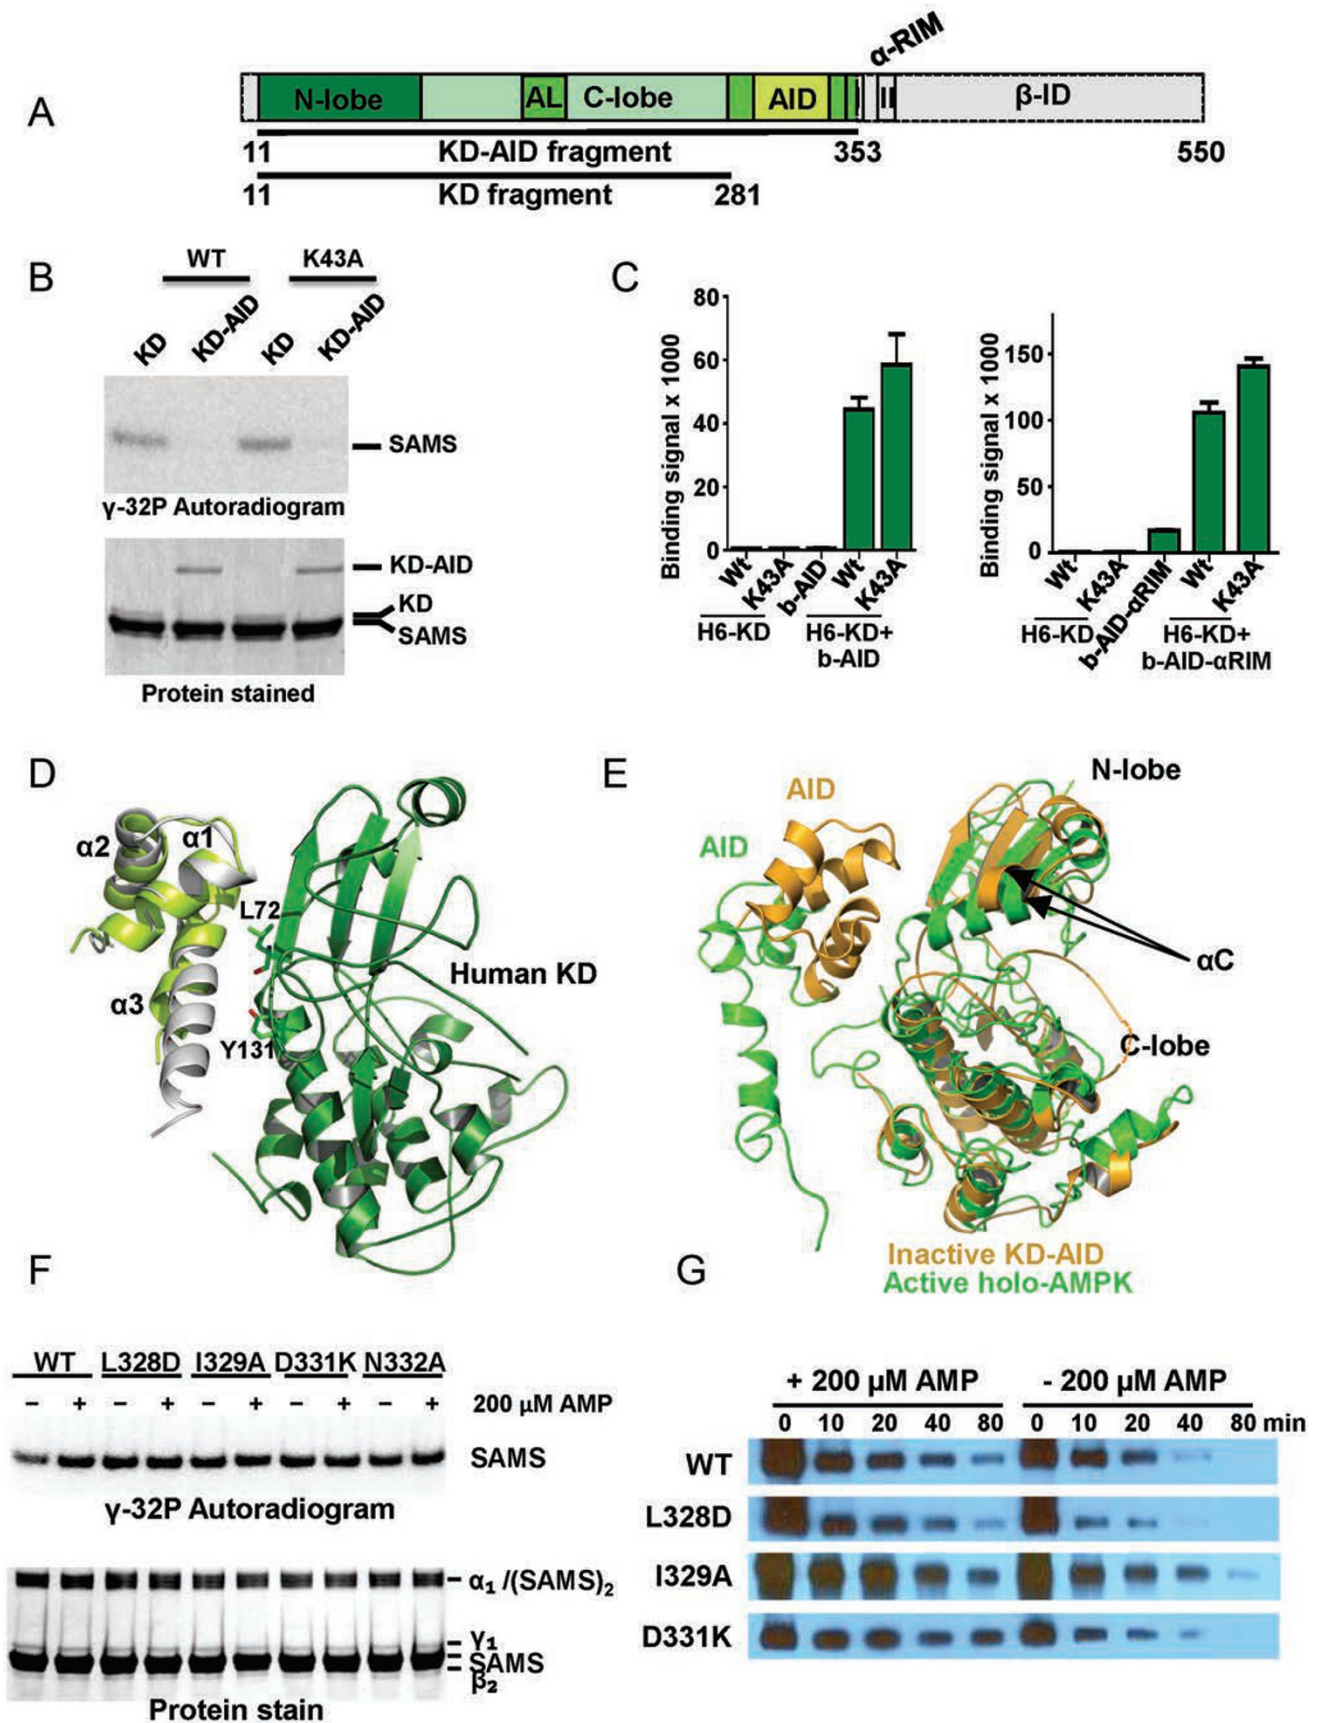 α-RIM
A
N-lobe AL C-lobe AID β-ID
11 KD-AID fragment 353 550
11 KD fragment 281
B
WT K43A
KD KD-AID KD KD-AID
SAMS
γ-32P Autoradiogram
KD-AID
KD
SAMS
Protein stained
C
Binding signal x 1000
80
60
40
20
0
Wt K43A b-AID Wt K43A
H6-KD H6-KD+
b-AID
Binding signal x 1000
150
100
50
0
Wt K43A b-AID-αRIM Wt K43A
H6-KD H6-KD+
b-AID-αRIM
D
α2 α1
L72
Human KD
α3
Y131
E
N-lobe
AID
AID
αC
C-lobe
Inactive KD-AID
Active holo-AMPK
F
WT L328D I329A D331K N332A
– + – + – + – + – + 200 µM AMP
SAMS
γ-32P Autoradiogram
α₁ /(SAMS)₂
γ₁
SAMS
β₂
Protein stain
G
+ 200 µM AMP - 200 µM AMP
0 10 20 40 80 0 10 20 40 80 min
WT
L328D
I329A
D331K